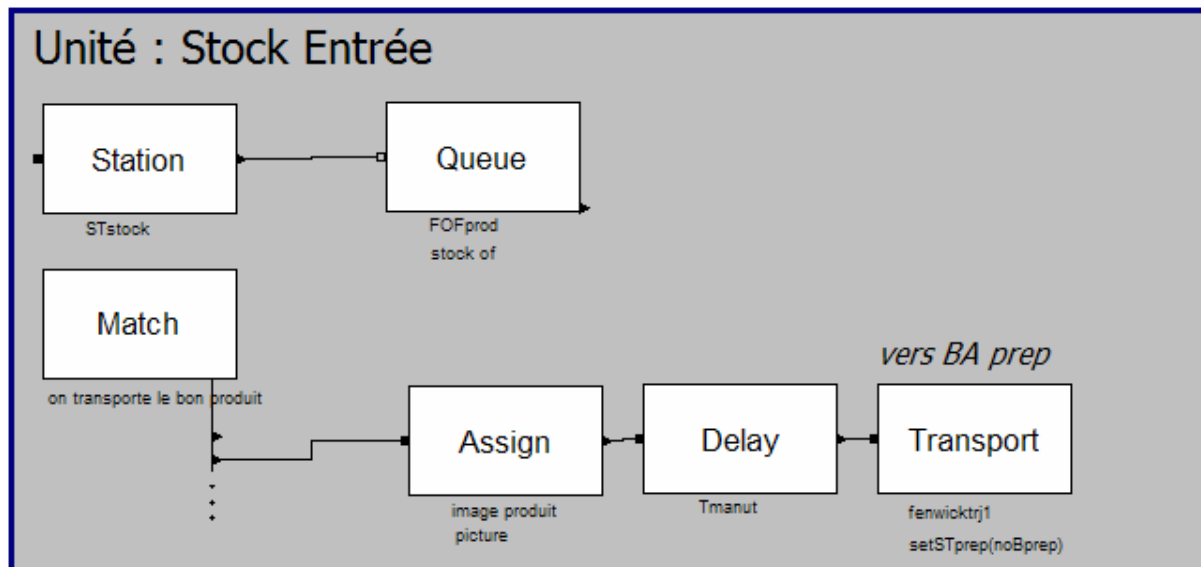 Unité : Stock Entrée
Station
STstock
Queue
FOFprod
stock of
Match
on transporte le bon produit
vers BA prep
Assign
image produit
picture
Delay
Tmanut
Transport
fenwicktrj1
setSTprep(noBprep)